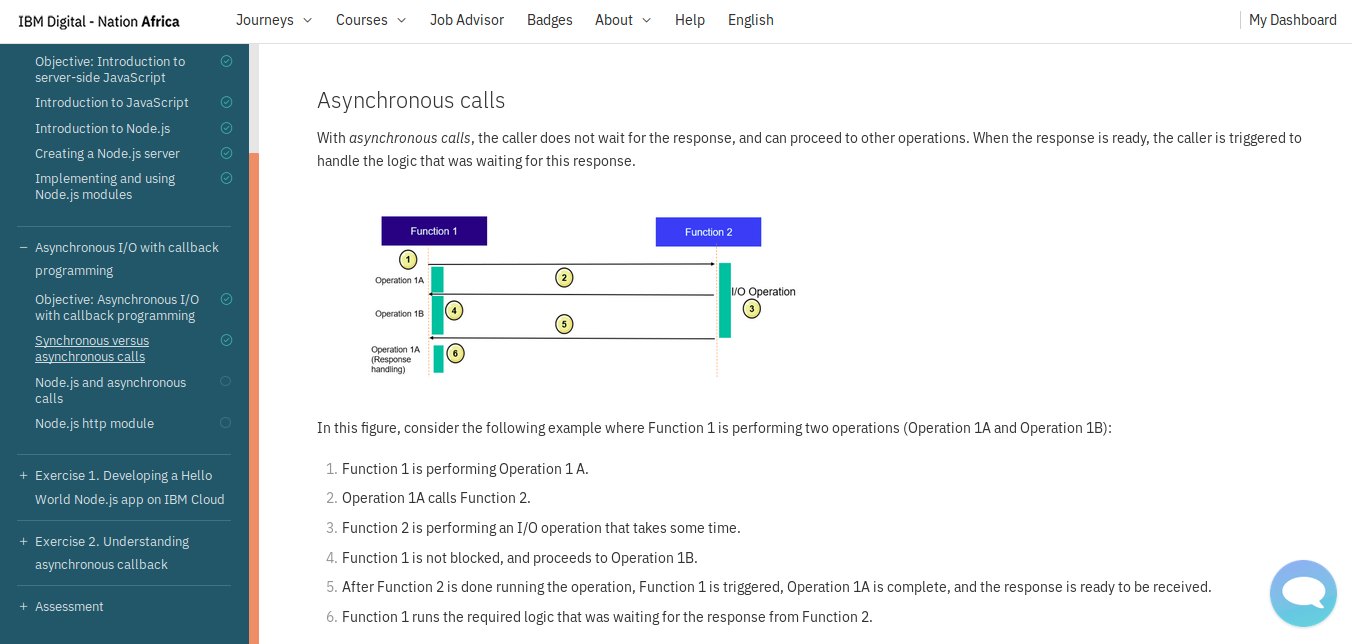 IBM Digital - Nation Africa
Journeys
Courses
Job Advisor
Badges
About
Help
English
My Dashboard
Objective: Introduction to
server-side JavaScript
Introduction to JavaScript
Introduction to Node.js
Creating a Node.js server
Implementing and using
Node.js modules
− Asynchronous I/O with callback
programming
Objective: Asynchronous I/O
with callback programming
Synchronous versus
asynchronous calls
Node.js and asynchronous
calls
Node.js http module
+ Exercise 1. Developing a Hello
World Node.js app on IBM Cloud
+ Exercise 2. Understanding
asynchronous callback
+ Assessment
Asynchronous calls
With asynchronous calls, the caller does not wait for the response, and can proceed to other operations. When the response is ready, the caller is triggered to
handle the logic that was waiting for this response.
Function 1
Function 2
1
Operation 1A
2
I/O Operation
3
Operation 1B
4
5
Operation 1A
(Response
handling)
6
In this figure, consider the following example where Function 1 is performing two operations (Operation 1A and Operation 1B):
1. Function 1 is performing Operation 1 A.
2. Operation 1A calls Function 2.
3. Function 2 is performing an I/O operation that takes some time.
4. Function 1 is not blocked, and proceeds to Operation 1B.
5. After Function 2 is done running the operation, Function 1 is triggered, Operation 1A is complete, and the response is ready to be received.
6. Function 1 runs the required logic that was waiting for the response from Function 2.